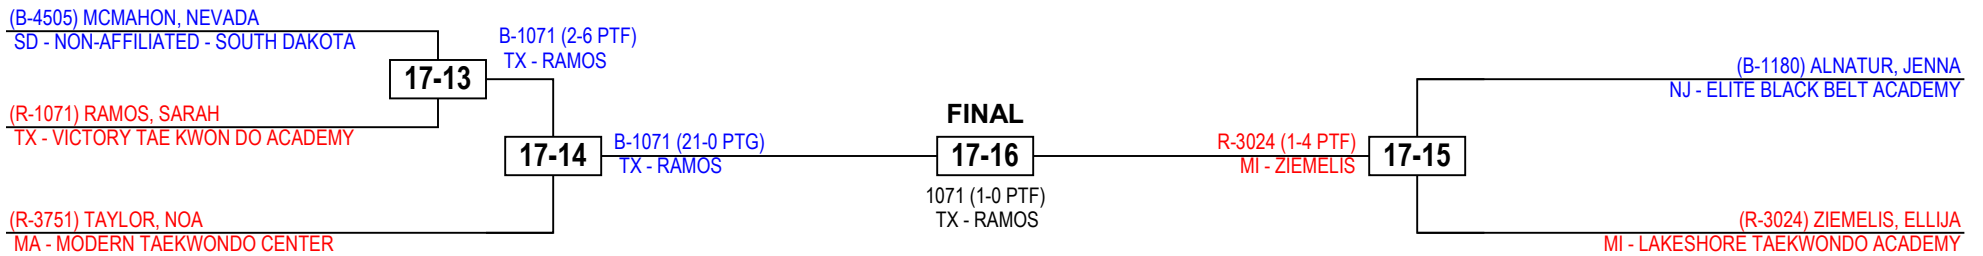 (B-4505) MCMAHON, NEVADA
SD - NON-AFFILIATED - SOUTH DAKOTA
17-13
(R-1071) RAMOS, SARAH
TX - VICTORY TAE KWON DO ACADEMY
B-1071 (2-6 PTF)
TX - RAMOS
17-14
(R-3751) TAYLOR, NOA
MA - MODERN TAEKWONDO CENTER
B-1071 (21-0 PTG)
TX - RAMOS
FINAL
17-16
1071 (1-0 PTF)
TX - RAMOS
R-3024 (1-4 PTF)
MI - ZIEMELIS
17-15
(B-1180) ALNATUR, JENNA
NJ - ELITE BLACK BELT ACADEMY
(R-3024) ZIEMELIS, ELLIJA
MI - LAKESHORE TAEKWONDO ACADEMY